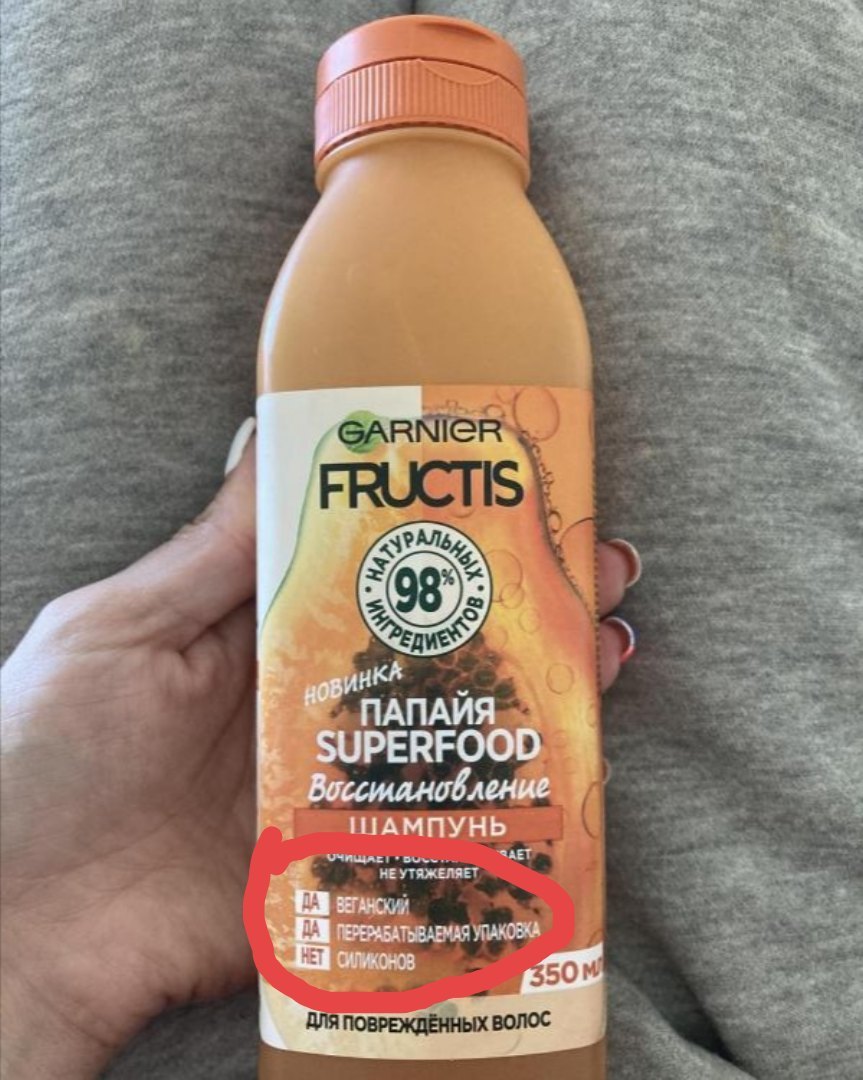 GARNIER
FRUCTIS
НАТУРАЛЬНЫХ
98%
ИНГРЕДИЕНТОВ
НОВИНКА
ПАПАЙЯ
SUPERFOOD
Восстановление
ШАМПУНЬ
ОЧИЩАЕТ •
НЕ УТЯЖЕЛЯЕТ
ДА ВЕГАНСКИЙ
ДА ПЕРЕРАБАТЫВАЕМАЯ УПАКОВКА
НЕТ СИЛИКОНОВ
350 МЛ
ДЛЯ ПОВРЕЖДЁННЫХ ВОЛОС